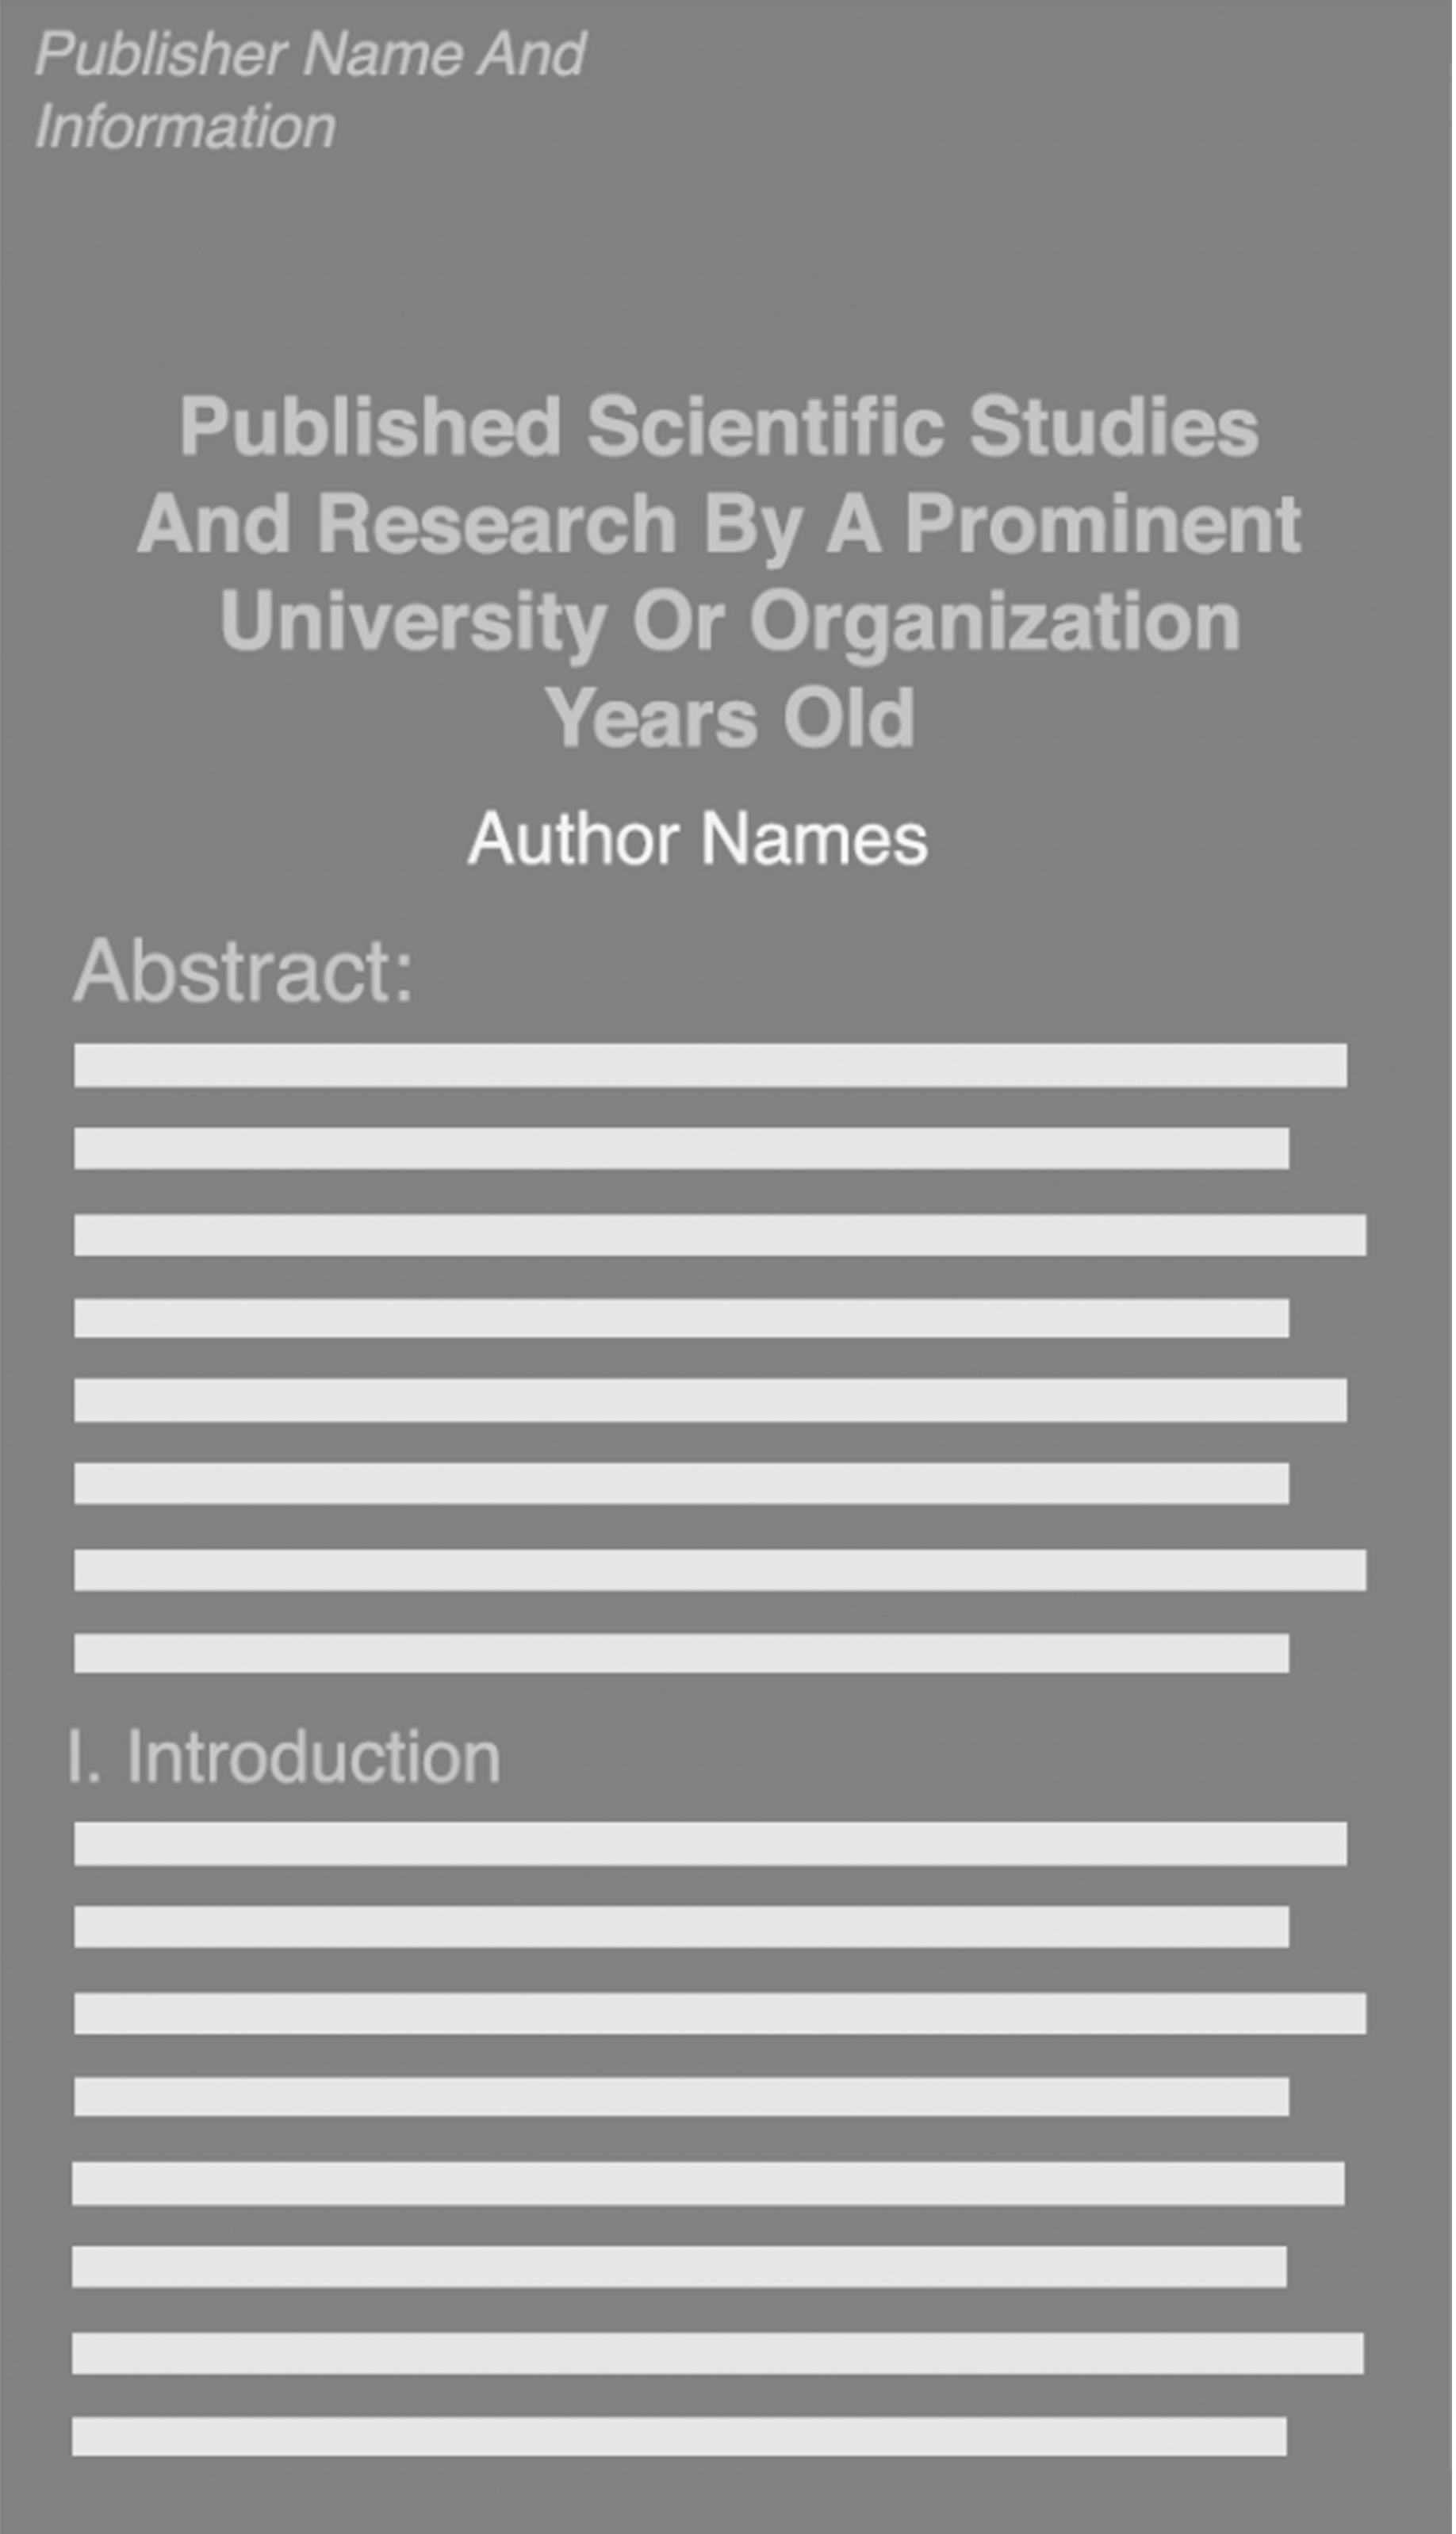 Publisher Name And
Information
Published Scientific Studies
And Research By A Prominent
University Or Organization
Years Old
Author Names
Abstract:
I. Introduction